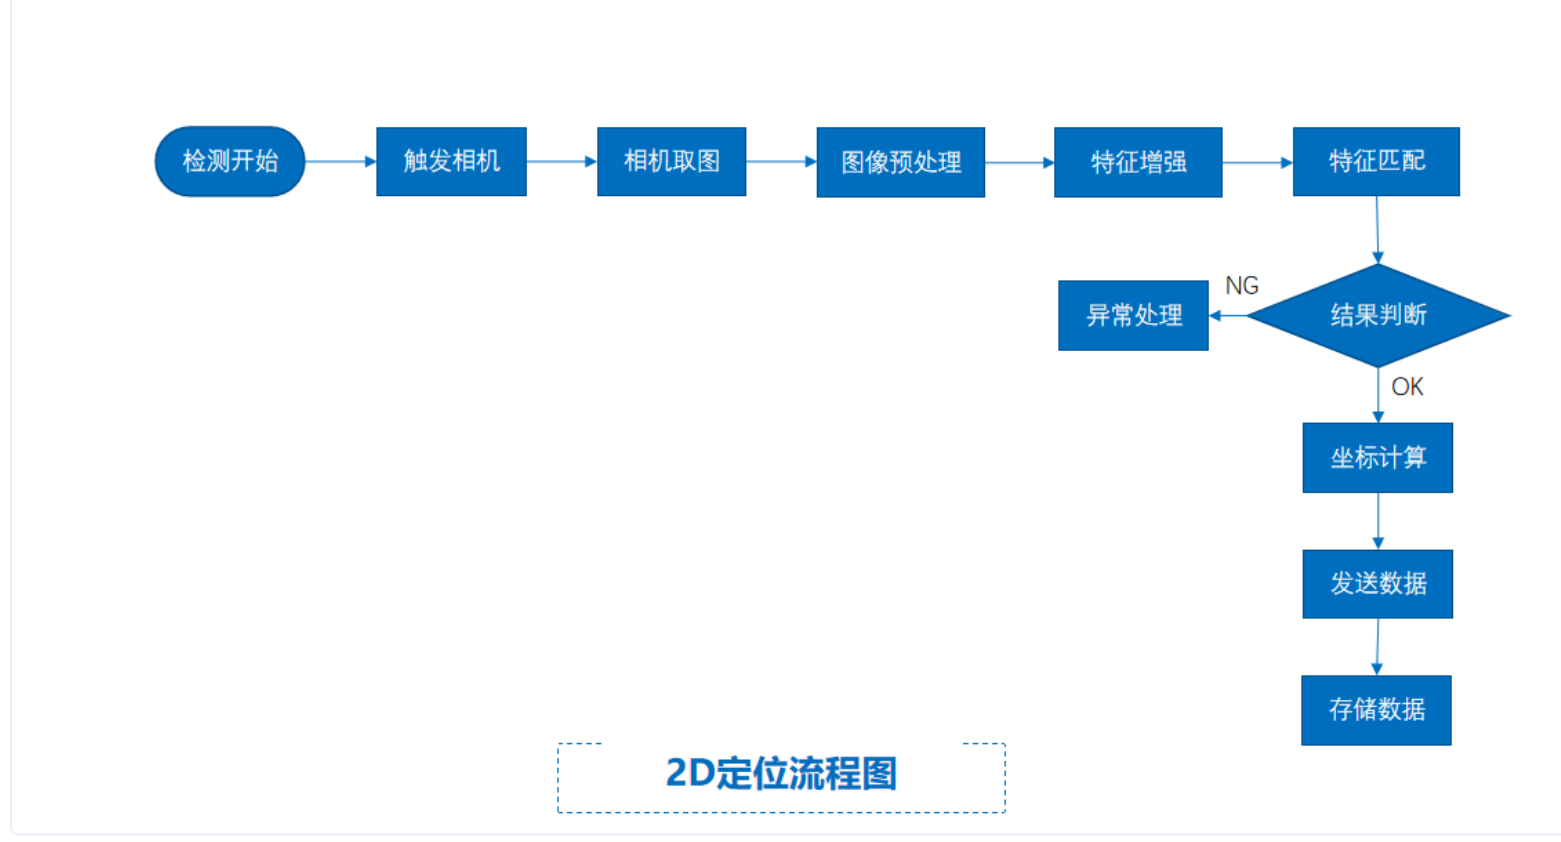 检测开始
触发相机
相机取图
图像预处理
特征增强
特征匹配
NG
异常处理
结果判断
OK
坐标计算
发送数据
存储数据
2D定位流程图